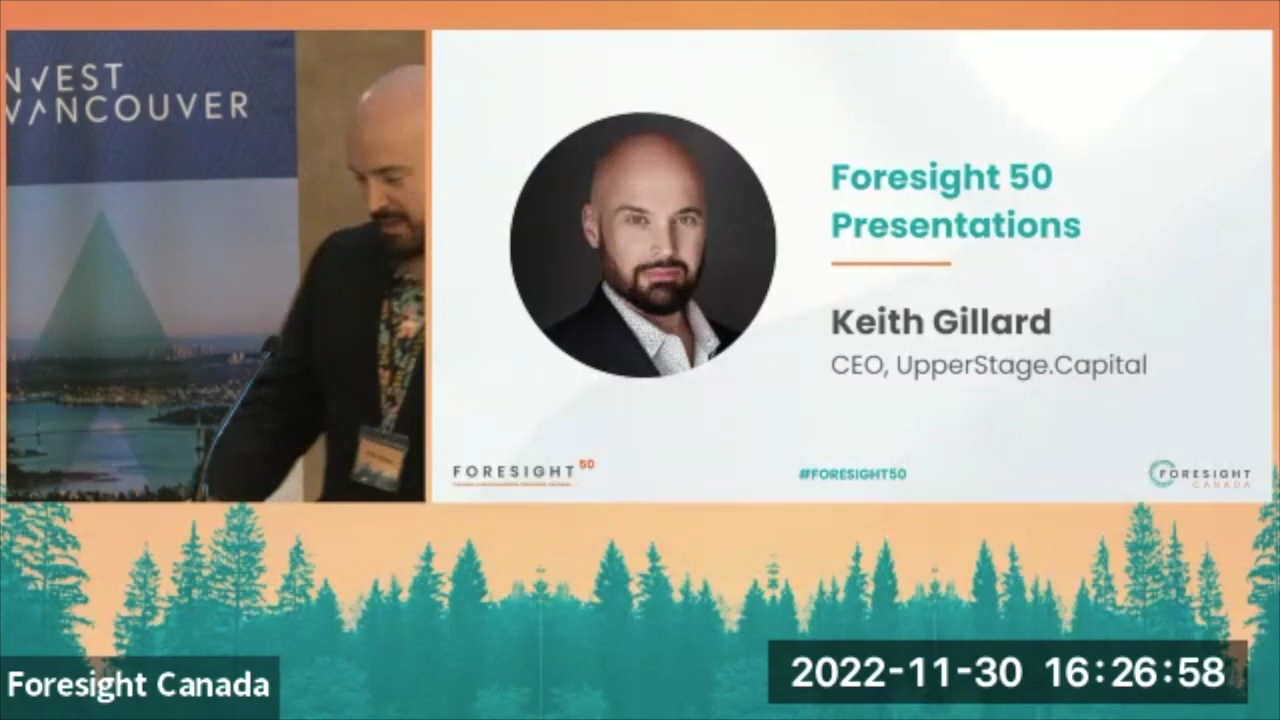 NVEST
VANCOUVER
Foresight 50
Presentations
Keith Gillard
CEO, UpperStage.Capital
FORESIGHT 50
#FORESIGHT50
FORESIGHT
CANADA
Foresight Canada
2022-11-30 16:26:58